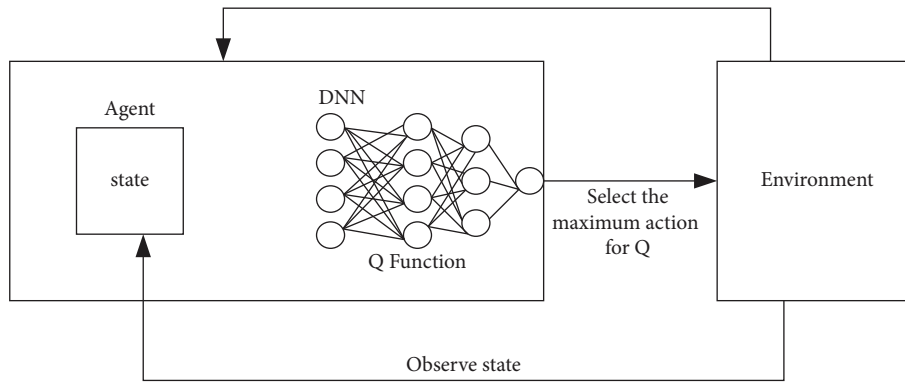 Agent
state
DNN
Q Function
Select the
maximum action
for Q
Environment
Observe state